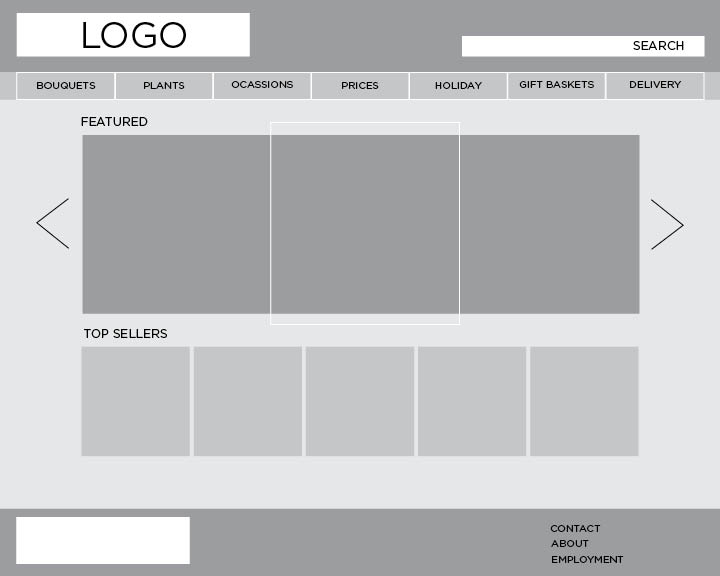 LOGO
SEARCH
BOUQUETS PLANTS OCASSIONS PRICES HOLIDAY GIFT BASKETS DELIVERY
FEATURED
TOP SELLERS
CONTACT
ABOUT
EMPLOYMENT